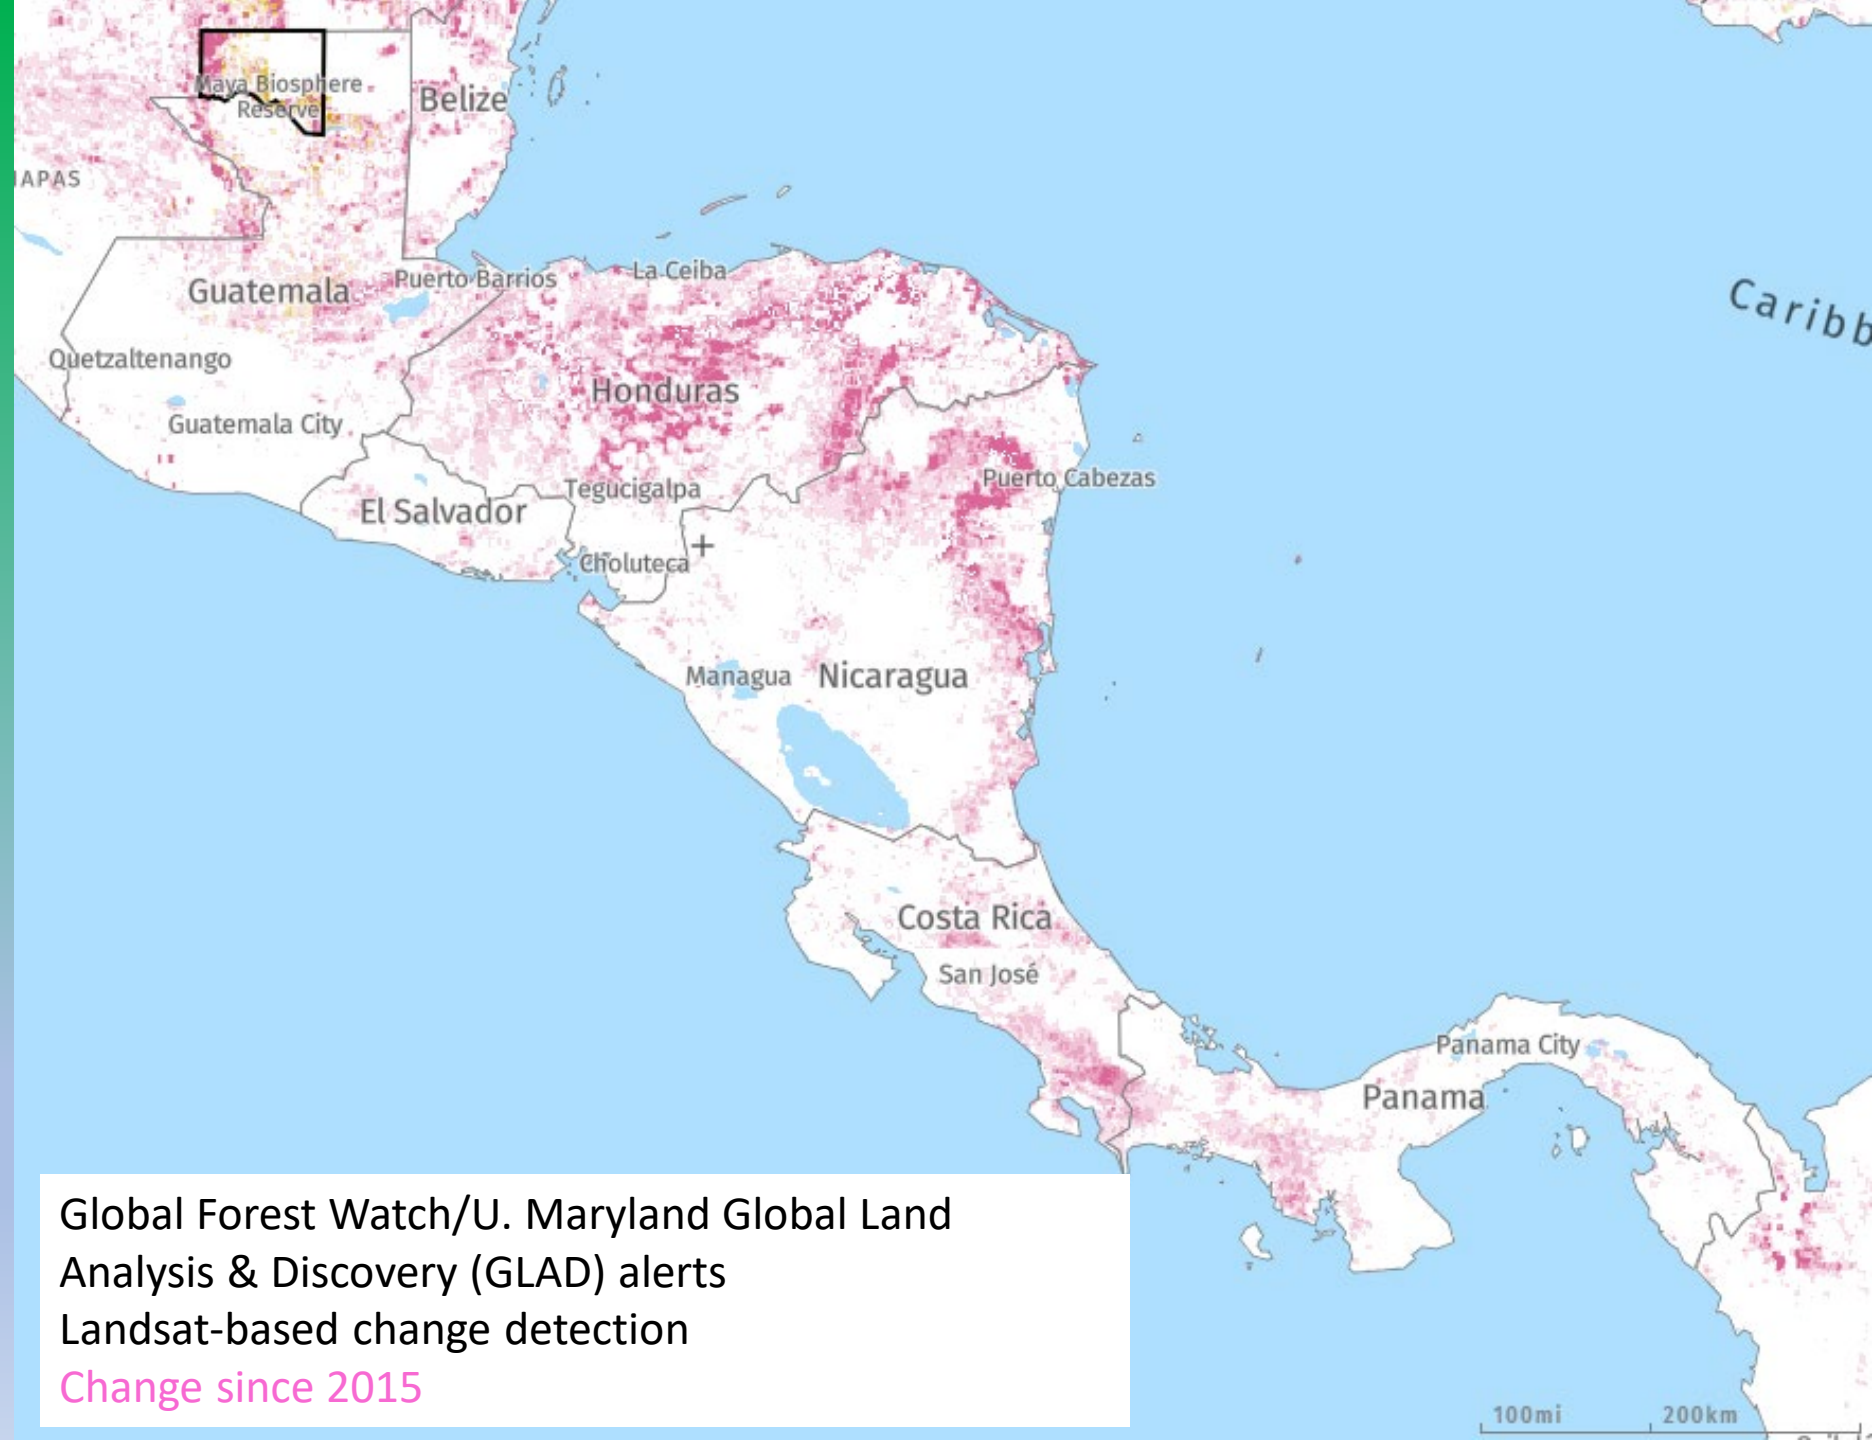 Maya Biosphere
Reserve
Belize
IAPAS
Guatemala
Puerto Barrios
La Ceiba
Caribb
Quetzaltenango
Honduras
Guatemala City
Puerto Cabezas
Tegucigalpa
El Salvador
Choluteca
Managua
Nicaragua
Costa Rica
San José
Panama City
Panama
Global Forest Watch/U. Maryland Global Land
Analysis & Discovery (GLAD) alerts
Landsat-based change detection
Change since 2015
100mi
200km